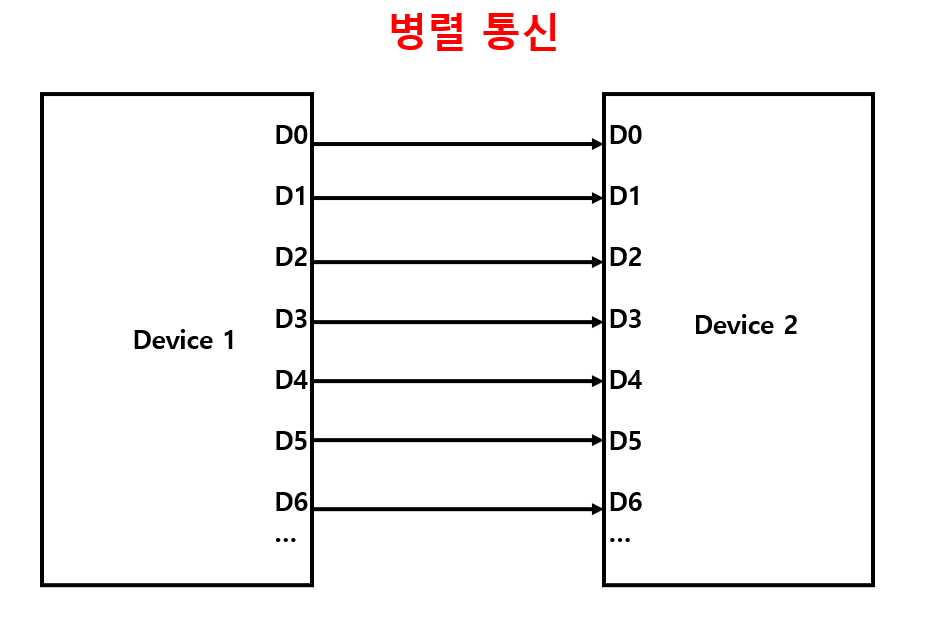 병렬 통신
D0
D1
D2
D3
D4
D5
D6
...
Device 1
D0
D1
D2
D3
D4
D5
D6
...
Device 2